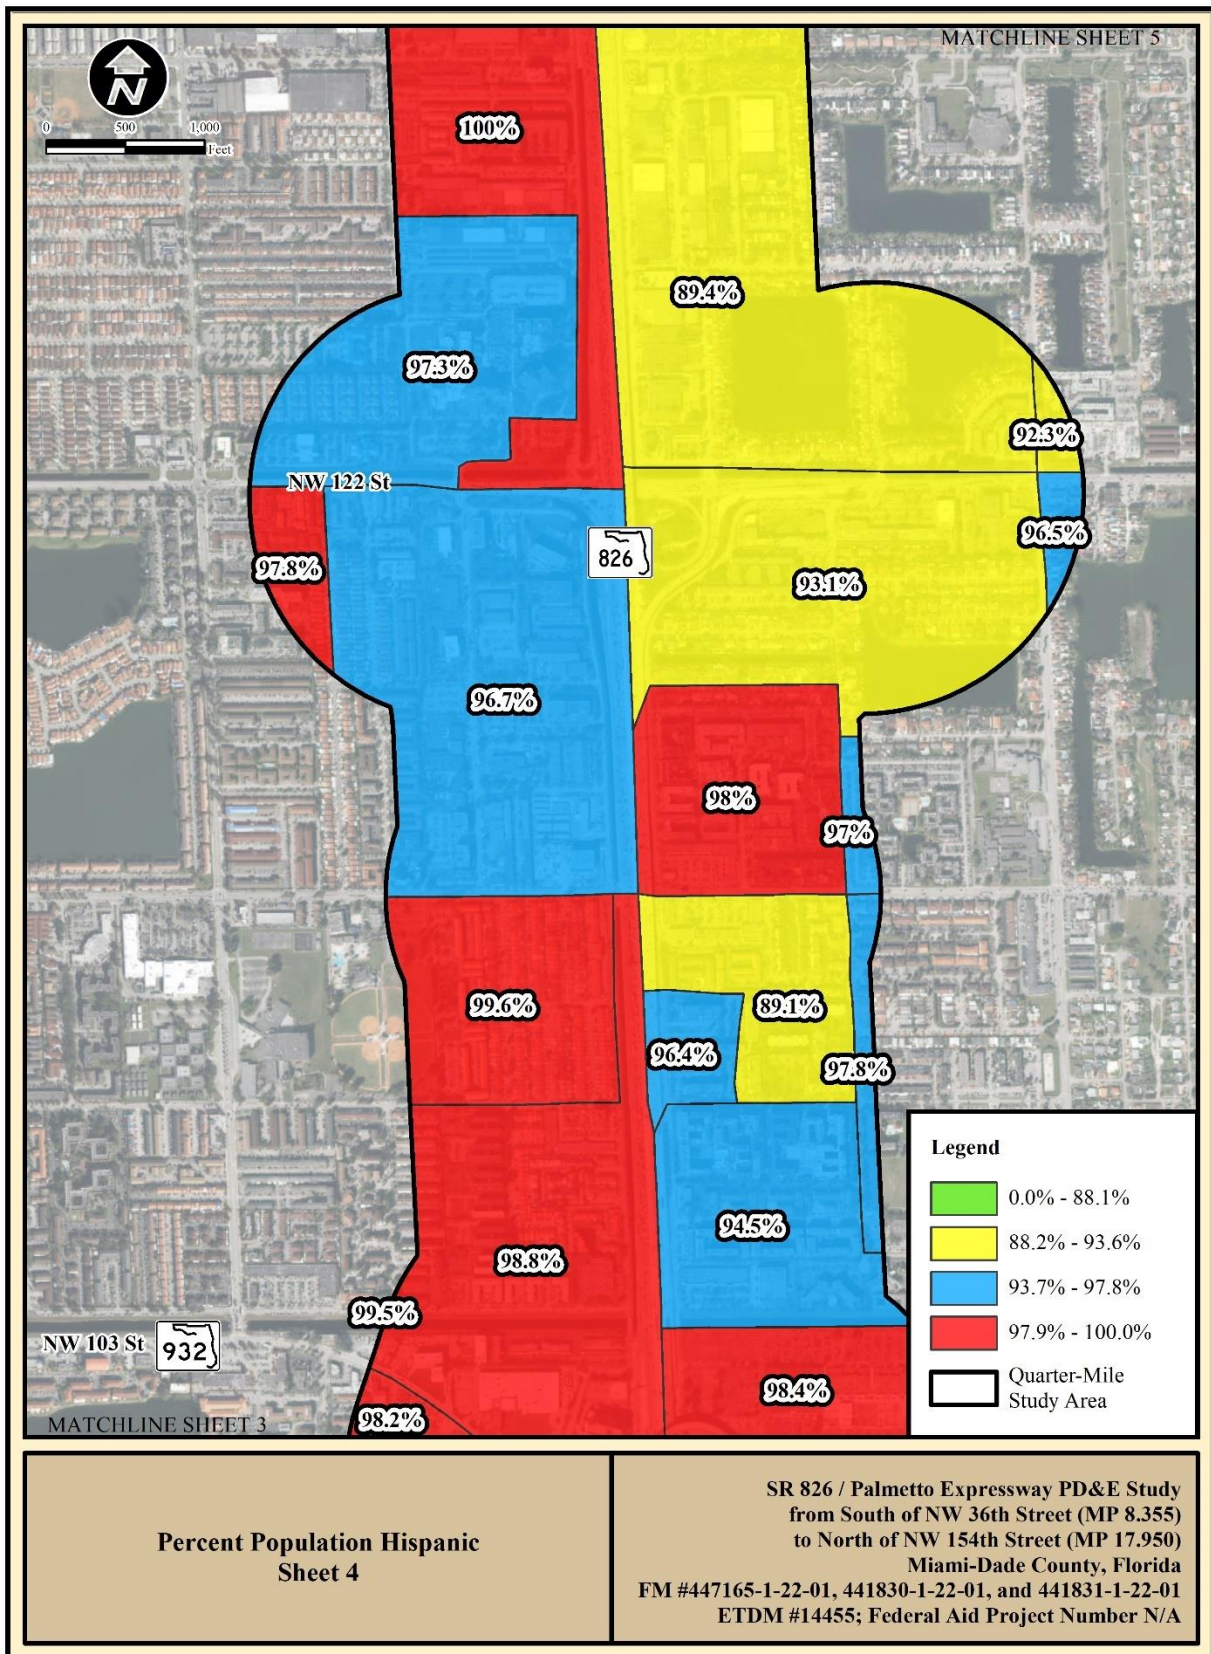 MATCHLINE SHEET 5
N
0 500 1,000
Feet
100%
89.4%
97.3%
92.3%
NW 122 St
96.5%
826
97.8%
93.1%
96.7%
98%
97%
99.6%
89.1%
96.4%
97.8%
94.5%
98.8%
99.5%
NW 103 St 932
98.4%
98.2%
MATCHLINE SHEET 3
Legend
0.0% - 88.1%
88.2% - 93.6%
93.7% - 97.8%
97.9% - 100.0%
Quarter-Mile
Study Area
Percent Population Hispanic
Sheet 4
SR 826 / Palmetto Expressway PD&E Study
from South of NW 36th Street (MP 8.355)
to North of NW 154th Street (MP 17.950)
Miami-Dade County, Florida
FM #447165-1-22-01, 441830-1-22-01, and 441831-1-22-01
ETDM #14455; Federal Aid Project Number N/A